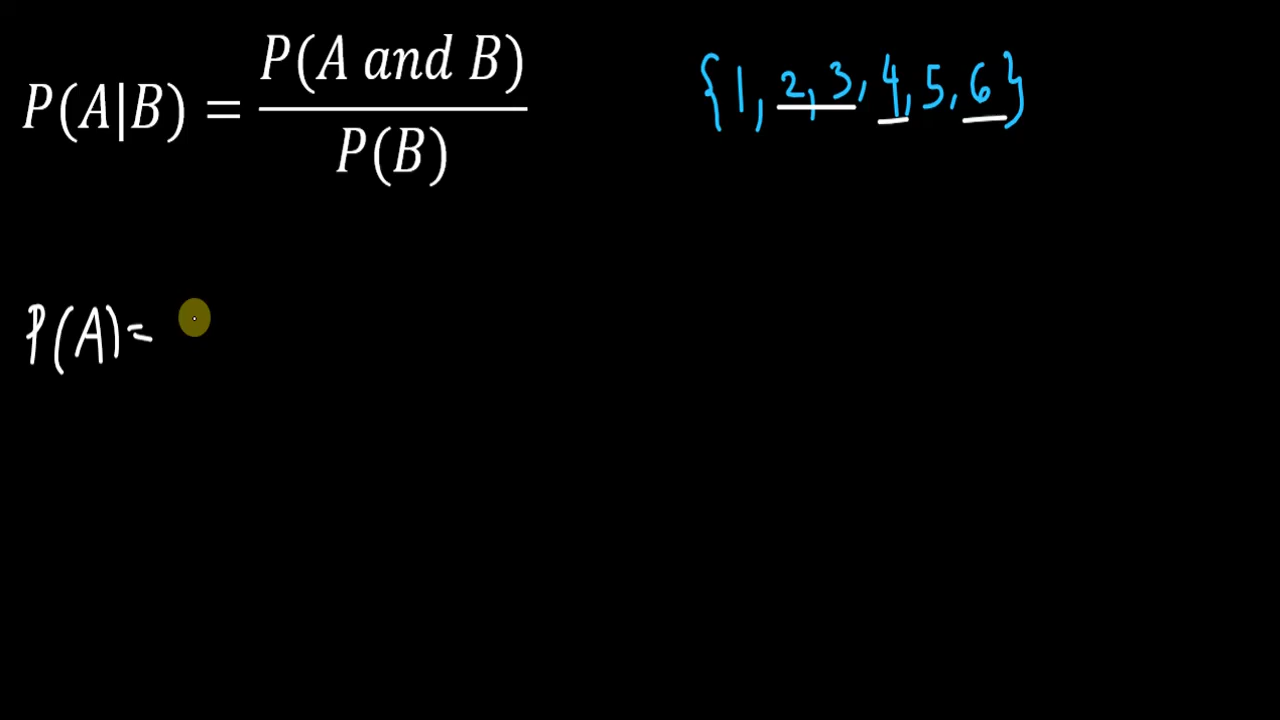 P(A|B) = P(A and B) / P(B)
{1, 2, 3, 4, 5, 6}
P(A) =